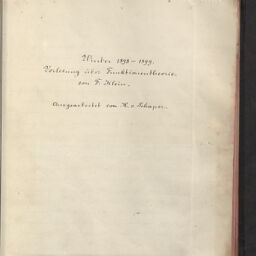 Winter 1898-1899.
Vorlesung über Funktionentheorie.
von F. Klein.
Ausgearbeitet von H. v. Schaper.